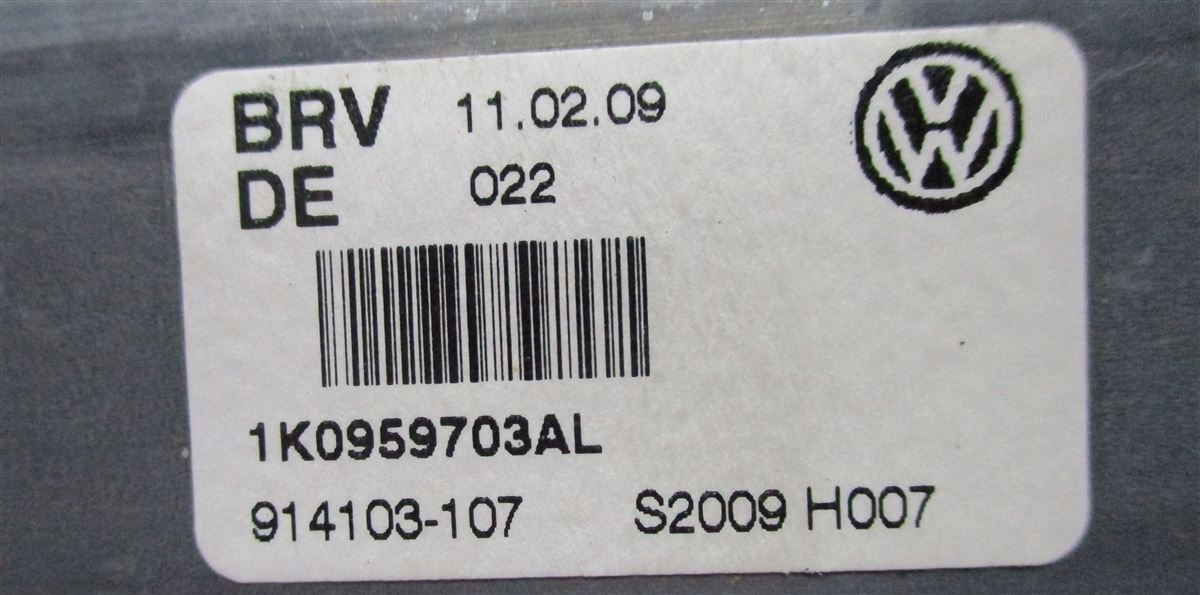 BRV 11.02.09
DE 022
1K0959703AL
914103-107 S2009 H007